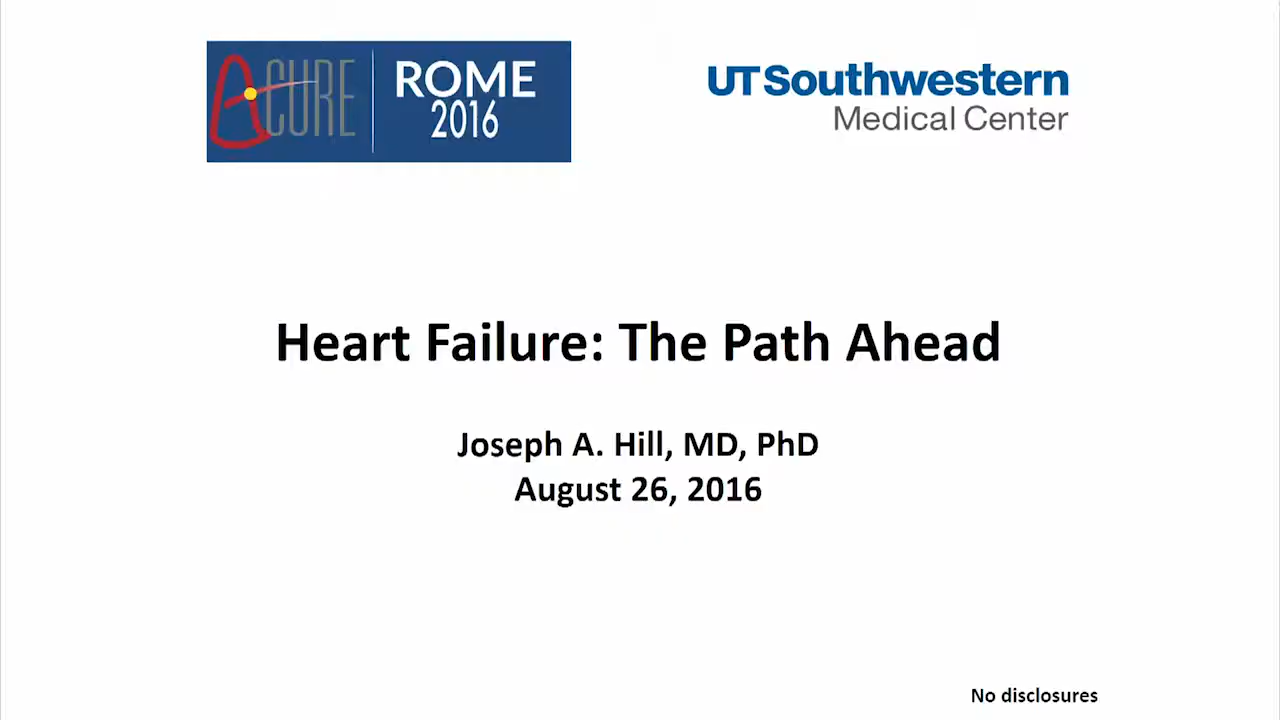 ACURE
ROME
2016
UTSouthwestern
Medical Center
Heart Failure: The Path Ahead
Joseph A. Hill, MD, PhD
August 26, 2016
No disclosures